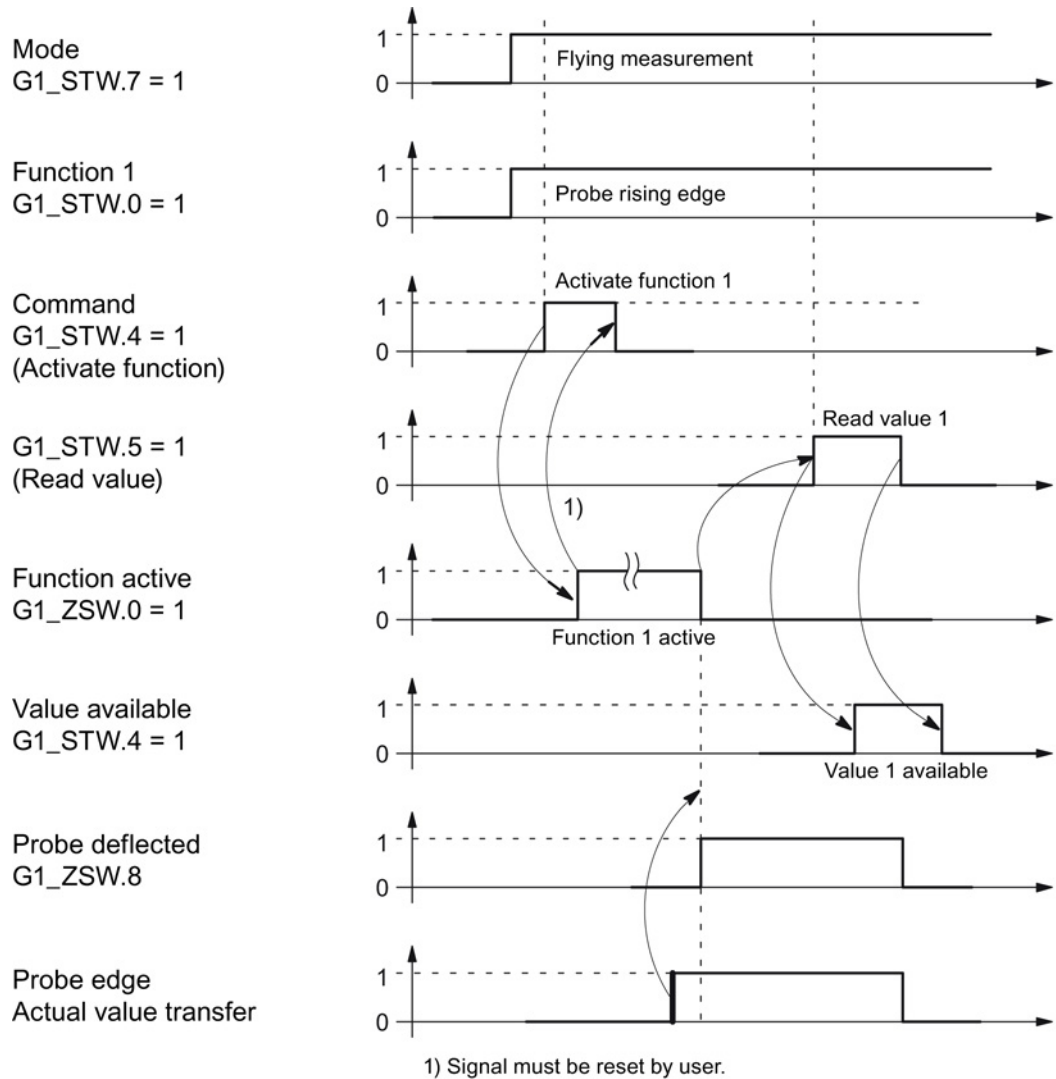 Mode
G1_STW.7 = 1
1
0
Flying measurement
Function 1
G1_STW.0 = 1
1
0
Probe rising edge
Command
G1_STW.4 = 1
(Activate function)
1
0
Activate function 1
G1_STW.5 = 1
(Read value)
1
0
Read value 1
1)
Function active
G1_ZSW.0 = 1
1
0
Function 1 active
Value available
G1_STW.4 = 1
1
0
Value 1 available
Probe deflected
G1_ZSW.8
1
0
Probe edge
Actual value transfer
1
0
1) Signal must be reset by user.